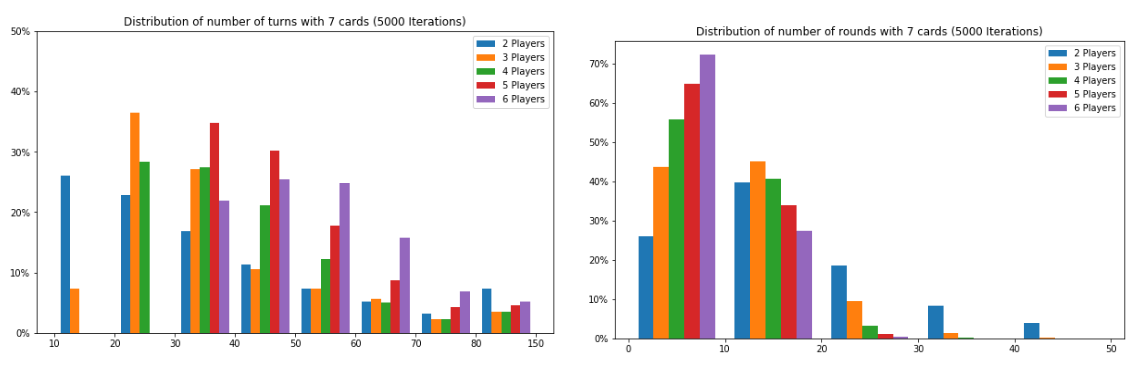 Distribution of number of turns with 7 cards (5000 Iterations)
50%
40%
30%
20%
10%
0%
10 20 30 40 50 60 70 80 150
2 Players
3 Players
4 Players
5 Players
6 Players
Distribution of number of rounds with 7 cards (5000 Iterations)
70%
60%
50%
40%
30%
20%
10%
0%
0 10 20 30 40 50
2 Players
3 Players
4 Players
5 Players
6 Players